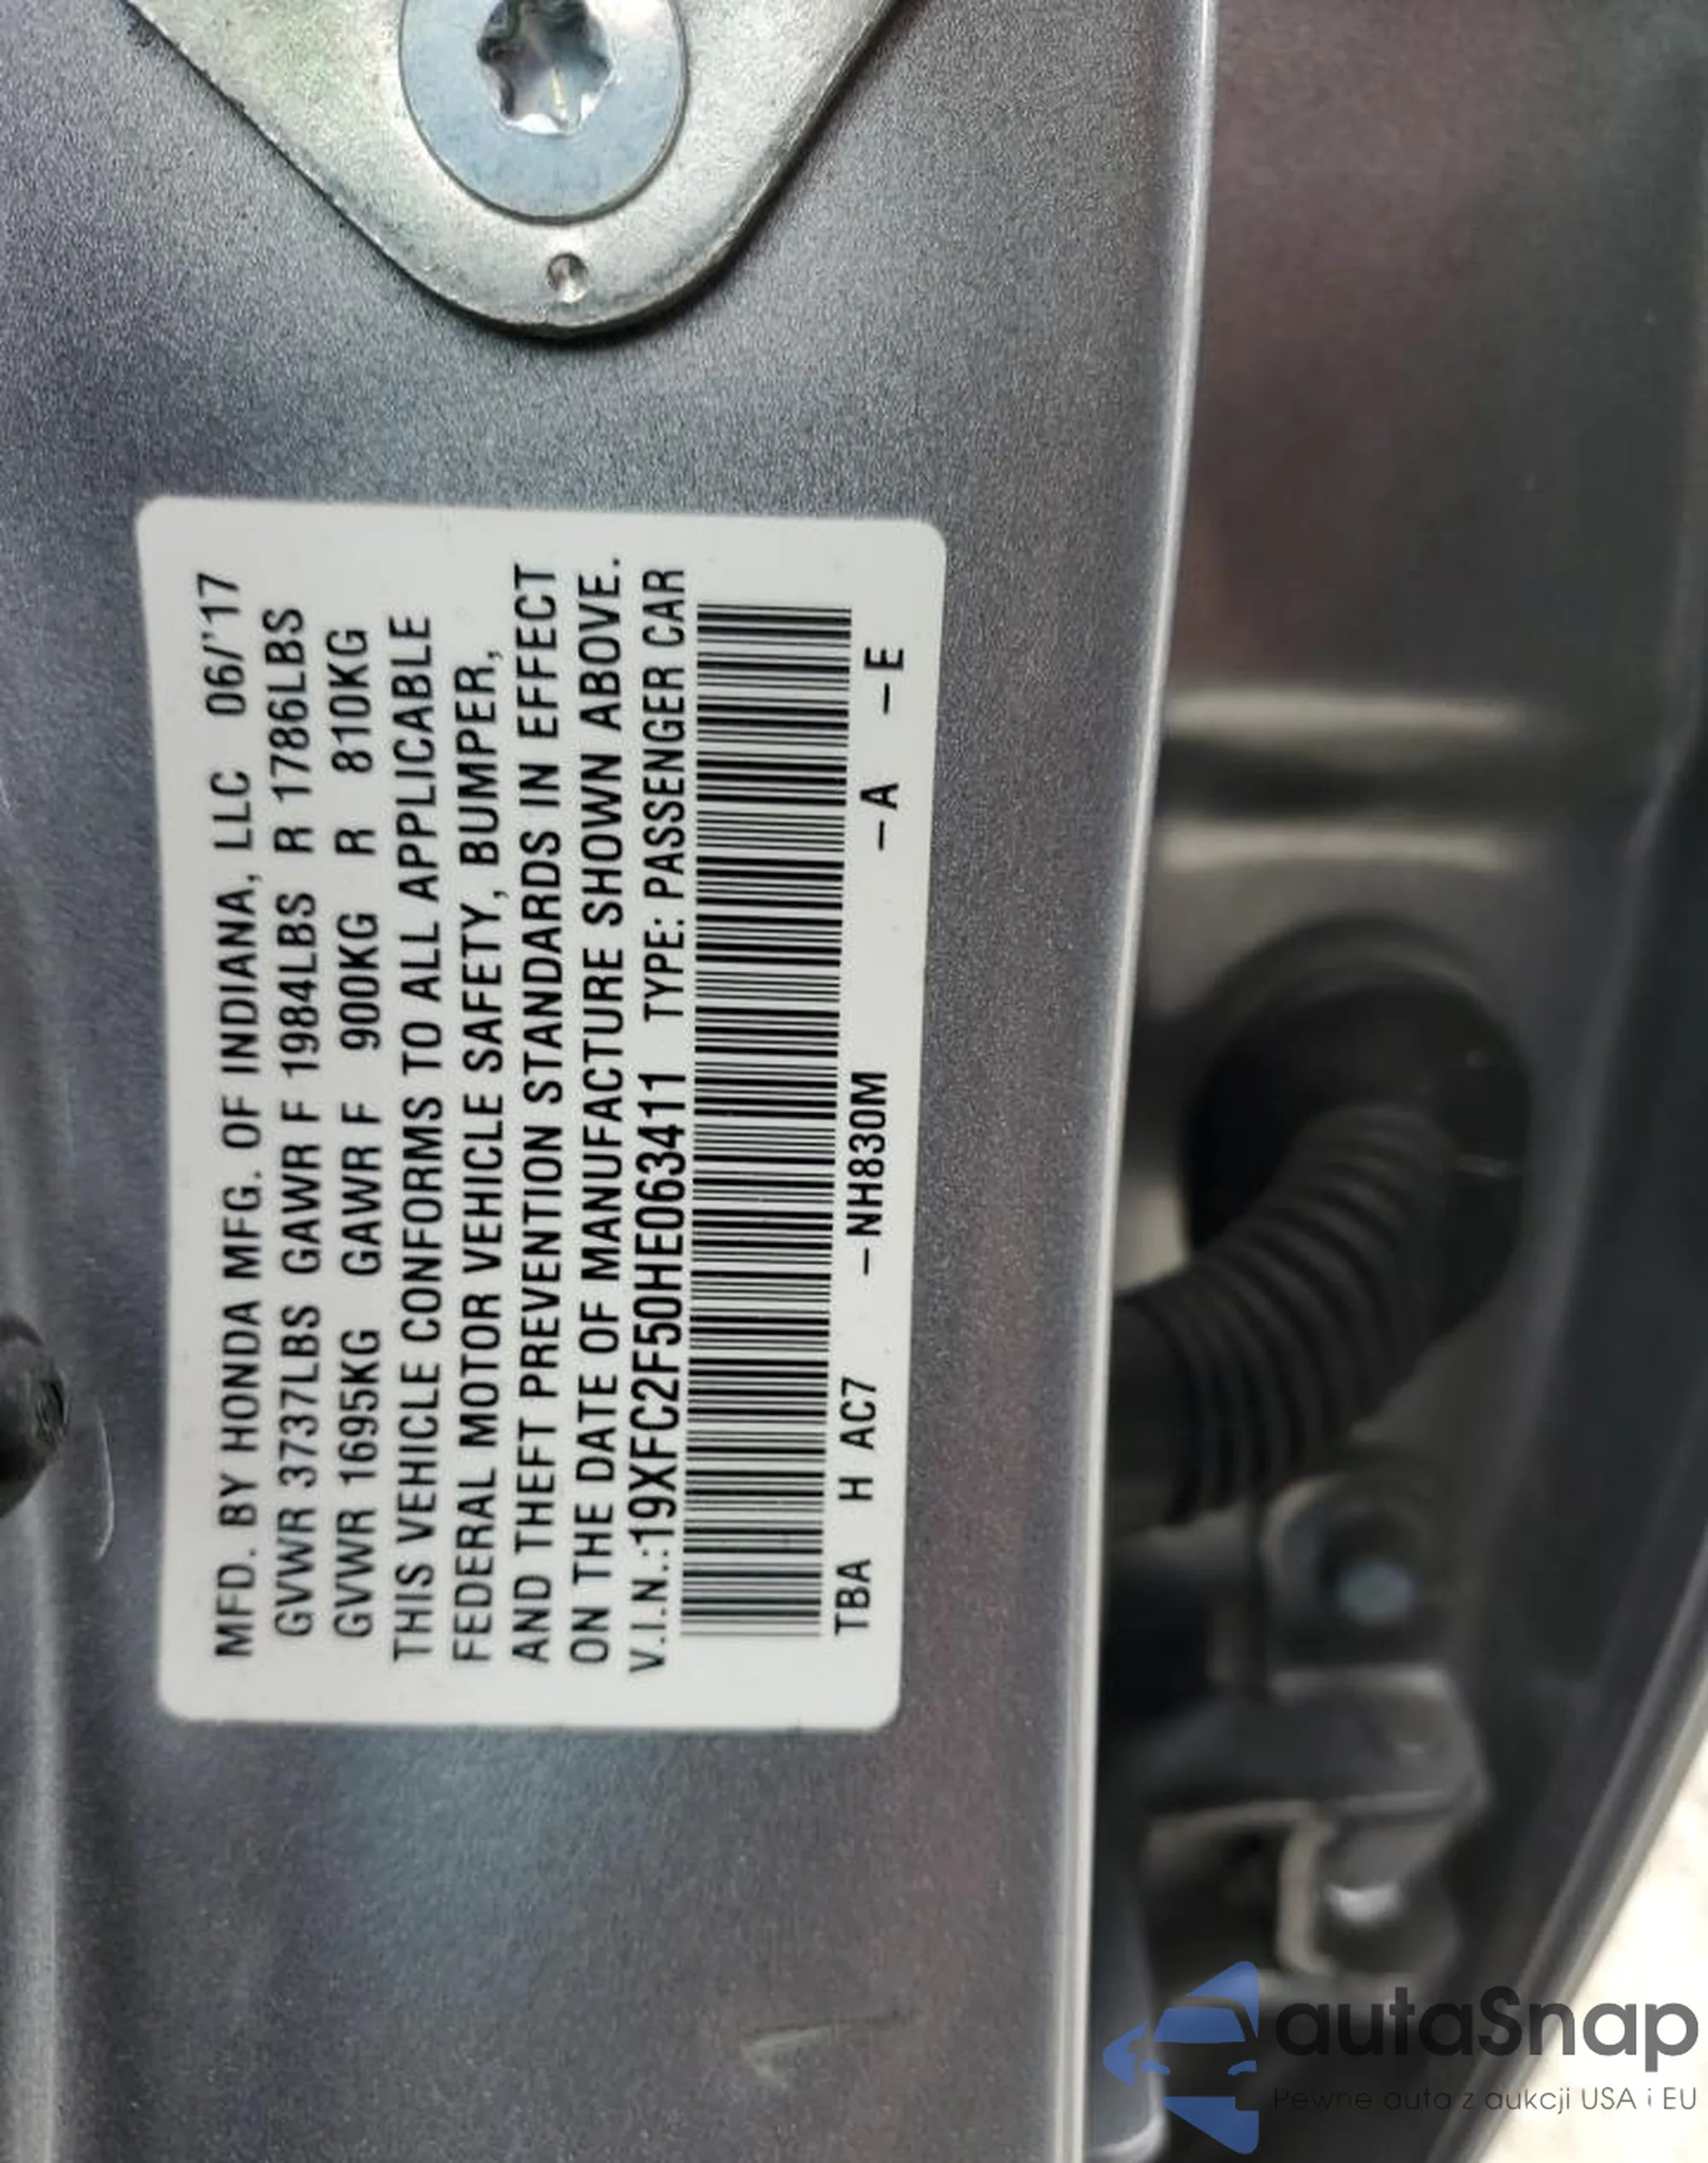 MFD. BY HONDA MFG. OF INDIANA, LLC 06/'17
GVWR 3737LBS GAWR F 1984LBS R 1786LBS
GVWR 1695KG GAWR F 900KG R 810KG
THIS VEHICLE CONFORMS TO ALL APPLICABLE
FEDERAL MOTOR VEHICLE SAFETY, BUMPER,
AND THEFT PREVENTION STANDARDS IN EFFECT
ON THE DATE OF MANUFACTURE SHOWN ABOVE.
V.I.N.:19XFC2F50HE063411 TYPE: PASSENGER CAR
TBA H AC7 –NH830M –A –E
autaSnap
Pewne auta z aukcji USA i EU